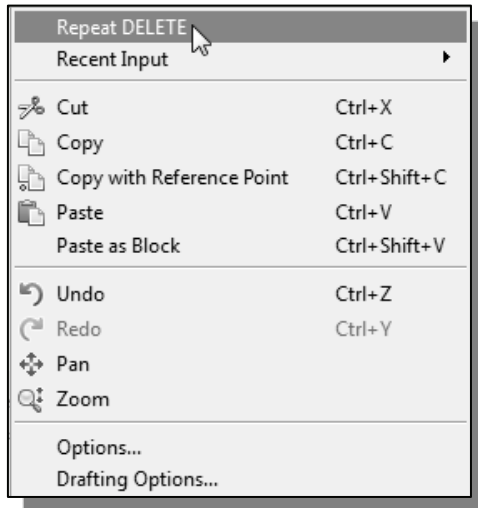 Repeat DELETE
Recent Input
Cut Ctrl+X
Copy Ctrl+C
Copy with Reference Point Ctrl+Shift+C
Paste Ctrl+V
Paste as Block Ctrl+Shift+V
Undo Ctrl+Z
Redo Ctrl+Y
Pan
Zoom
Options...
Drafting Options...